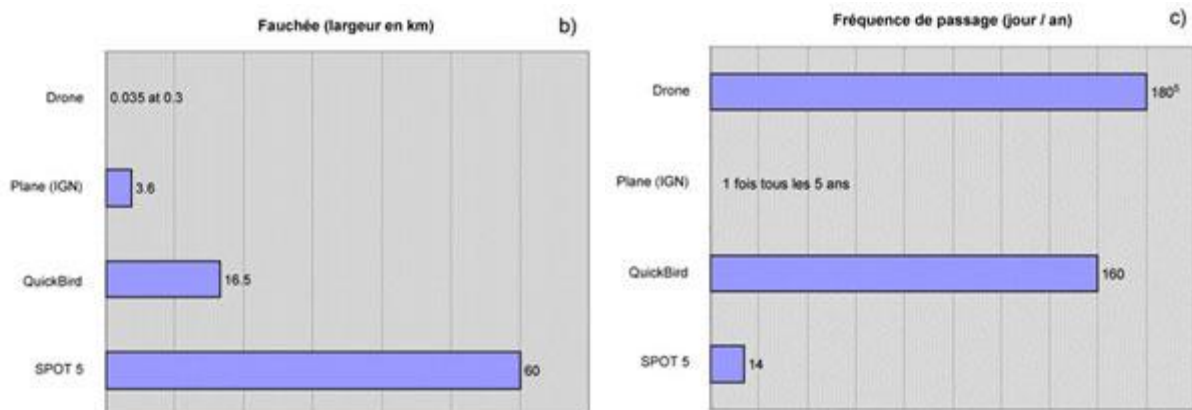 Fauchée (largeur en km)
b)
Drone
0.035 at 0.3
Plane (IGN)
3.6
QuickBird
16.5
SPOT 5
60
Fréquence de passage (jour / an)
c)
Drone
180⁵
Plane (IGN)
1 fois tous les 5 ans
QuickBird
160
SPOT 5
14